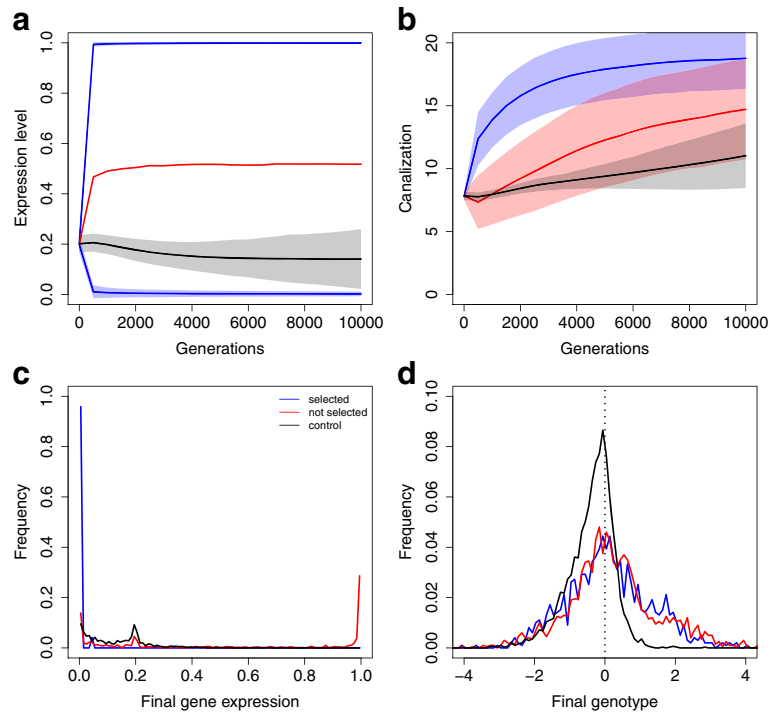 a
Expression level
0.0 0.2 0.4 0.6 0.8 1.0
0 2000 4000 6000 8000 10000
Generations
b
Canalization
0 5 10 15 20
0 2000 4000 6000 8000 10000
Generations
c
Frequency
0.0 0.2 0.4 0.6 0.8 1.0
selected
not selected
control
0.0 0.2 0.4 0.6 0.8 1.0
Final gene expression
d
Frequency
0.00 0.02 0.04 0.06 0.08 0.10
−4 −2 0 2 4
Final genotype